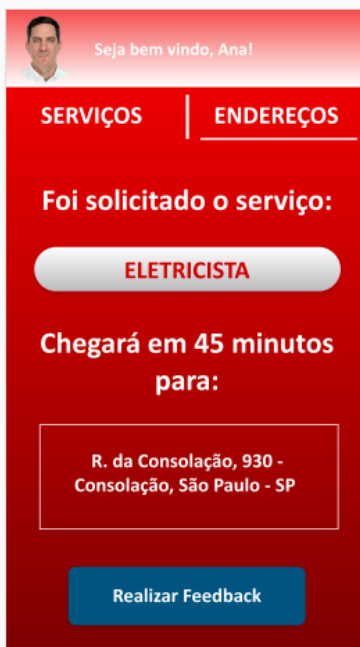 Seja bem vindo, Ana!
SERVIÇOS
ENDEREÇOS
Foi solicitado o serviço:
ELETRICISTA
Chegará em 45 minutos
para:
R. da Consolação, 930 -
Consolação, São Paulo - SP
Realizar Feedback